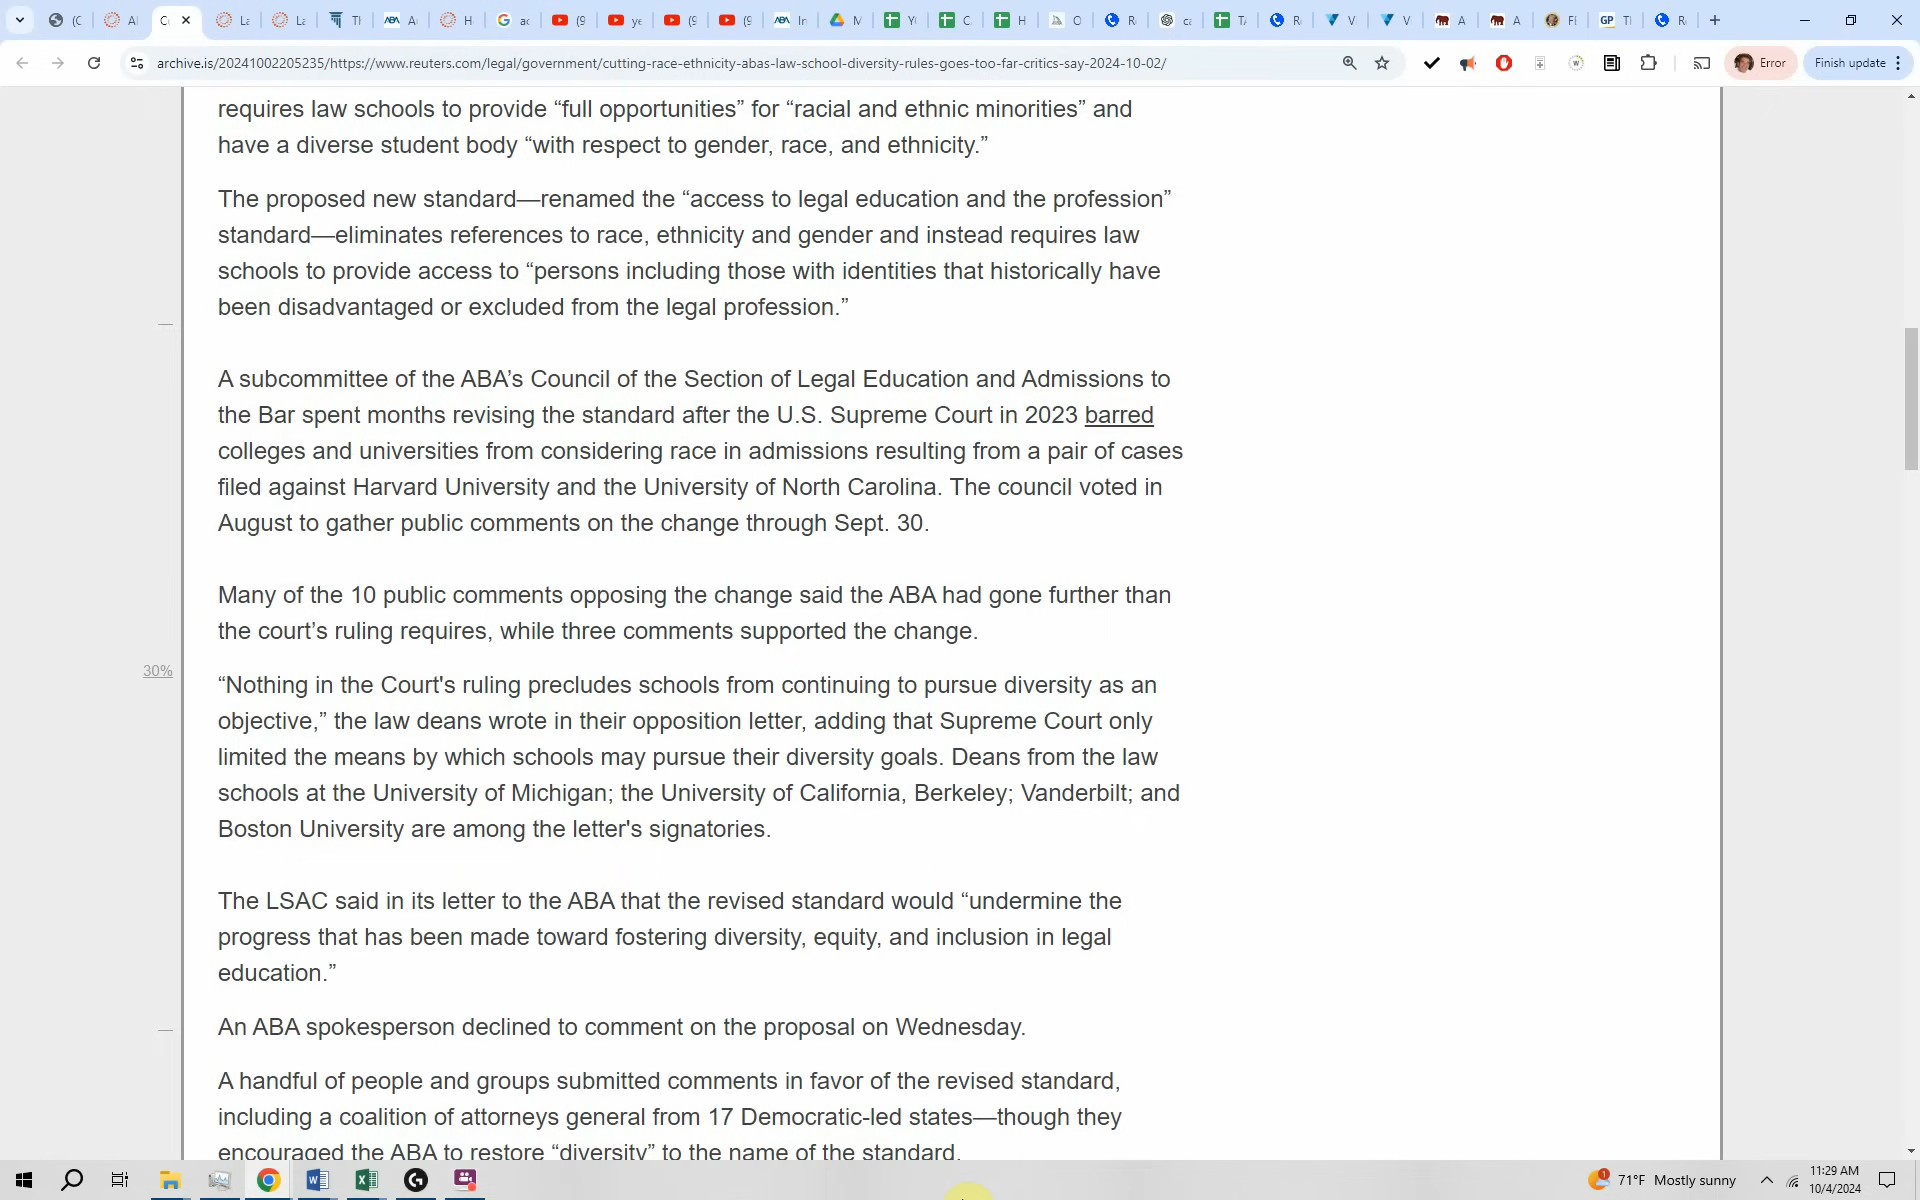 archive.is/20241002205235/https://www.reuters.com/legal/government/cutting-race-ethnicity-abas-law-school-diversity-rules-goes-too-far-critics-say-2024-10-02/
Error
Finish update
requires law schools to provide “full opportunities” for “racial and ethnic minorities” and
have a diverse student body “with respect to gender, race, and ethnicity.”
The proposed new standard—renamed the “access to legal education and the profession”
standard—eliminates references to race, ethnicity and gender and instead requires law
schools to provide access to “persons including those with identities that historically have
been disadvantaged or excluded from the legal profession.”
A subcommittee of the ABA’s Council of the Section of Legal Education and Admissions to
the Bar spent months revising the standard after the U.S. Supreme Court in 2023 barred
colleges and universities from considering race in admissions resulting from a pair of cases
filed against Harvard University and the University of North Carolina. The council voted in
August to gather public comments on the change through Sept. 30.
Many of the 10 public comments opposing the change said the ABA had gone further than
the court’s ruling requires, while three comments supported the change.
30%
“Nothing in the Court's ruling precludes schools from continuing to pursue diversity as an
objective,” the law deans wrote in their opposition letter, adding that Supreme Court only
limited the means by which schools may pursue their diversity goals. Deans from the law
schools at the University of Michigan; the University of California, Berkeley; Vanderbilt; and
Boston University are among the letter's signatories.
The LSAC said in its letter to the ABA that the revised standard would “undermine the
progress that has been made toward fostering diversity, equity, and inclusion in legal
education.”
An ABA spokesperson declined to comment on the proposal on Wednesday.
A handful of people and groups submitted comments in favor of the revised standard,
including a coalition of attorneys general from 17 Democratic-led states—though they
encouraged the ABA to restore “diversity” to the name of the standard.
71°F Mostly sunny
11:29 AM
10/4/2024